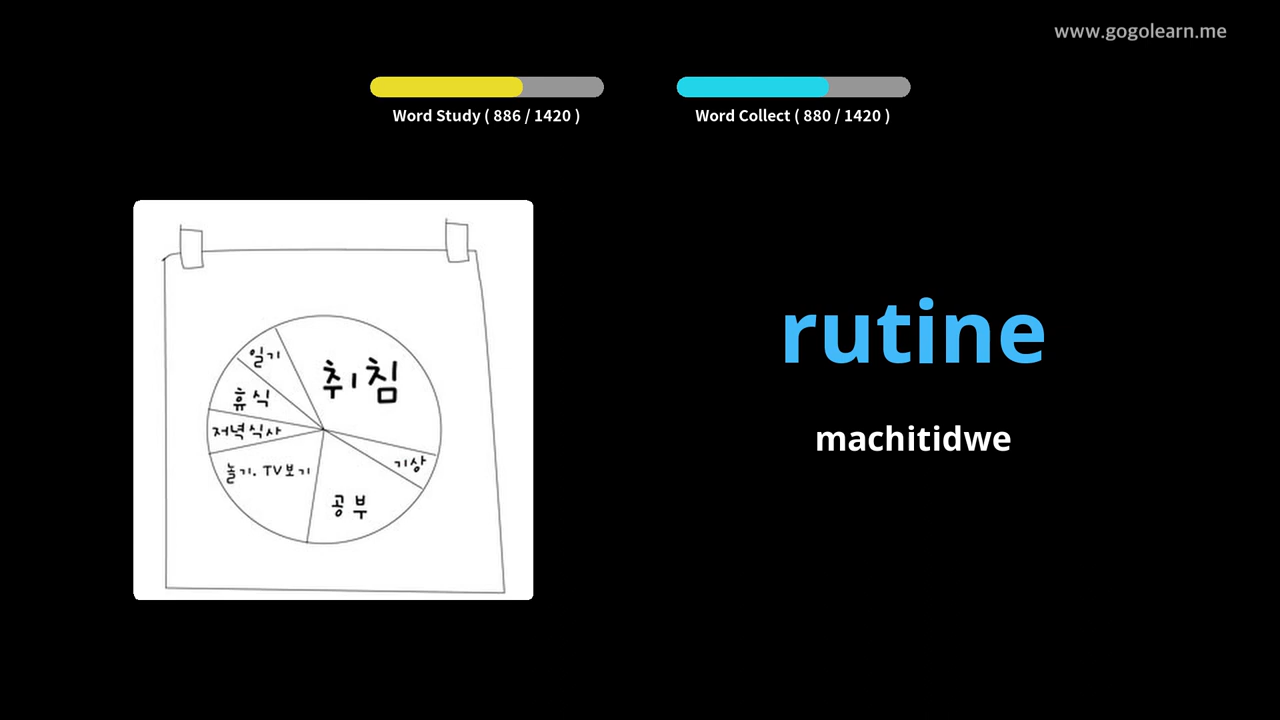 www.gogolearn.me
Word Study ( 886 / 1420 )
Word Collect ( 880 / 1420 )
일기
취침
휴식
저녁식사
놀기. TV보기
기상
공부
rutine
machitidwe